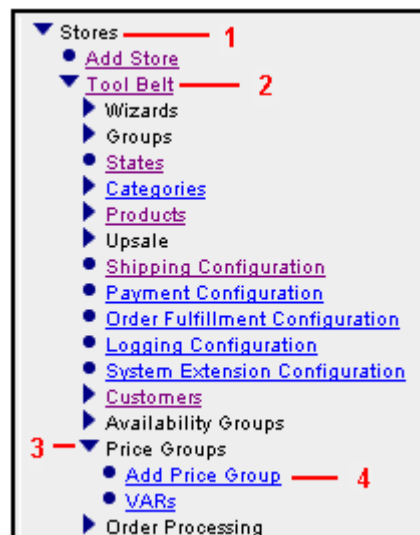 Stores 1
Add Store
Tool Belt 2
Wizards
Groups
States
Categories
Products
Upsale
Shipping Configuration
Payment Configuration
Order Fulfillment Configuration
Logging Configuration
System Extension Configuration
Customers
Availability Groups
3 Price Groups
Add Price Group 4
VARs
Order Processing